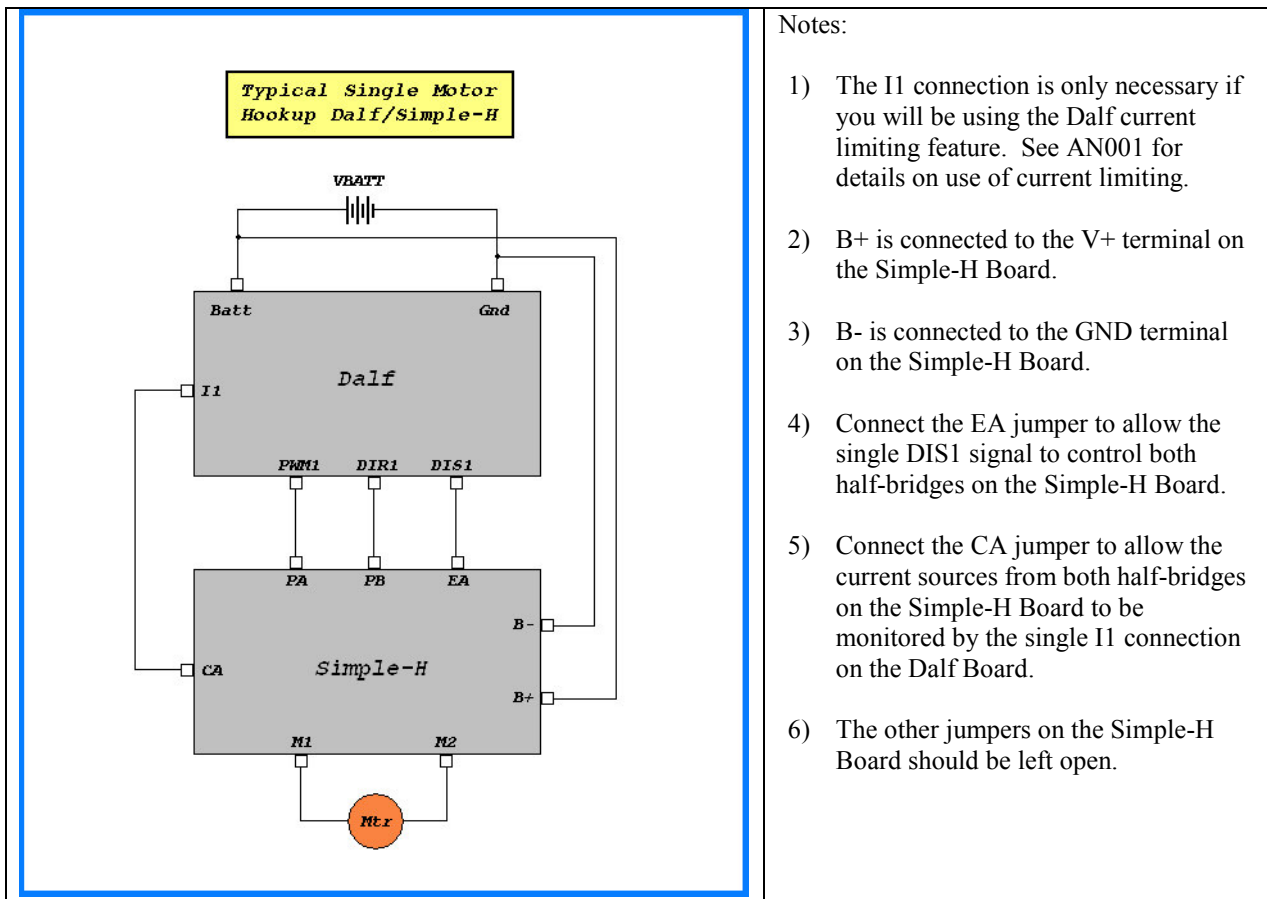 Typical Single Motor
Hookup Dalf/Simple-H
VBATT
Batt
Gnd
I1
Dalf
PWM1 DIR1 DIS1
PA PB EA
B-
CA
Simple-H
B+
M1
M2
Mtr
Notes:
1) The I1 connection is only necessary if
you will be using the Dalf current
limiting feature. See AN001 for
details on use of current limiting.
2) B+ is connected to the V+ terminal on
the Simple-H Board.
3) B- is connected to the GND terminal
on the Simple-H Board.
4) Connect the EA jumper to allow the
single DIS1 signal to control both
half-bridges on the Simple-H Board.
5) Connect the CA jumper to allow the
current sources from both half-bridges
on the Simple-H Board to be
monitored by the single I1 connection
on the Dalf Board.
6) The other jumpers on the Simple-H
Board should be left open.